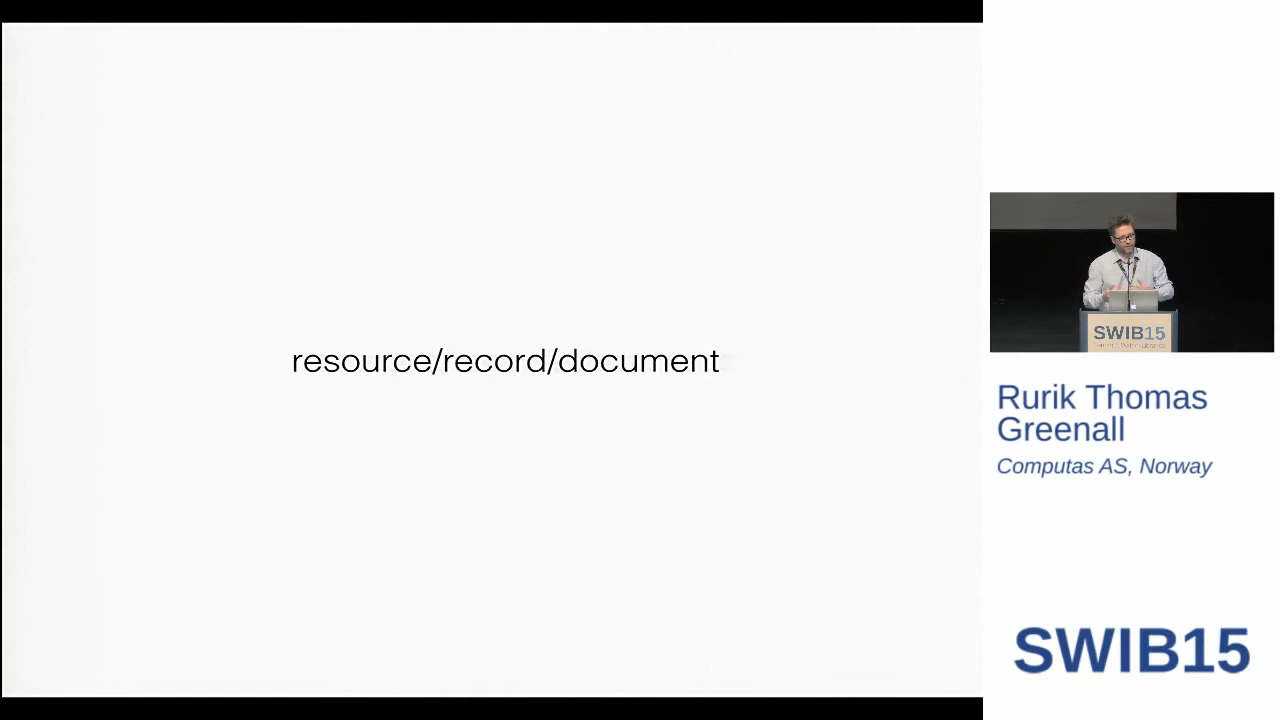 resource/record/document
SWIB15
Rurik Thomas
Greenall
Computas AS, Norway
SWIB15